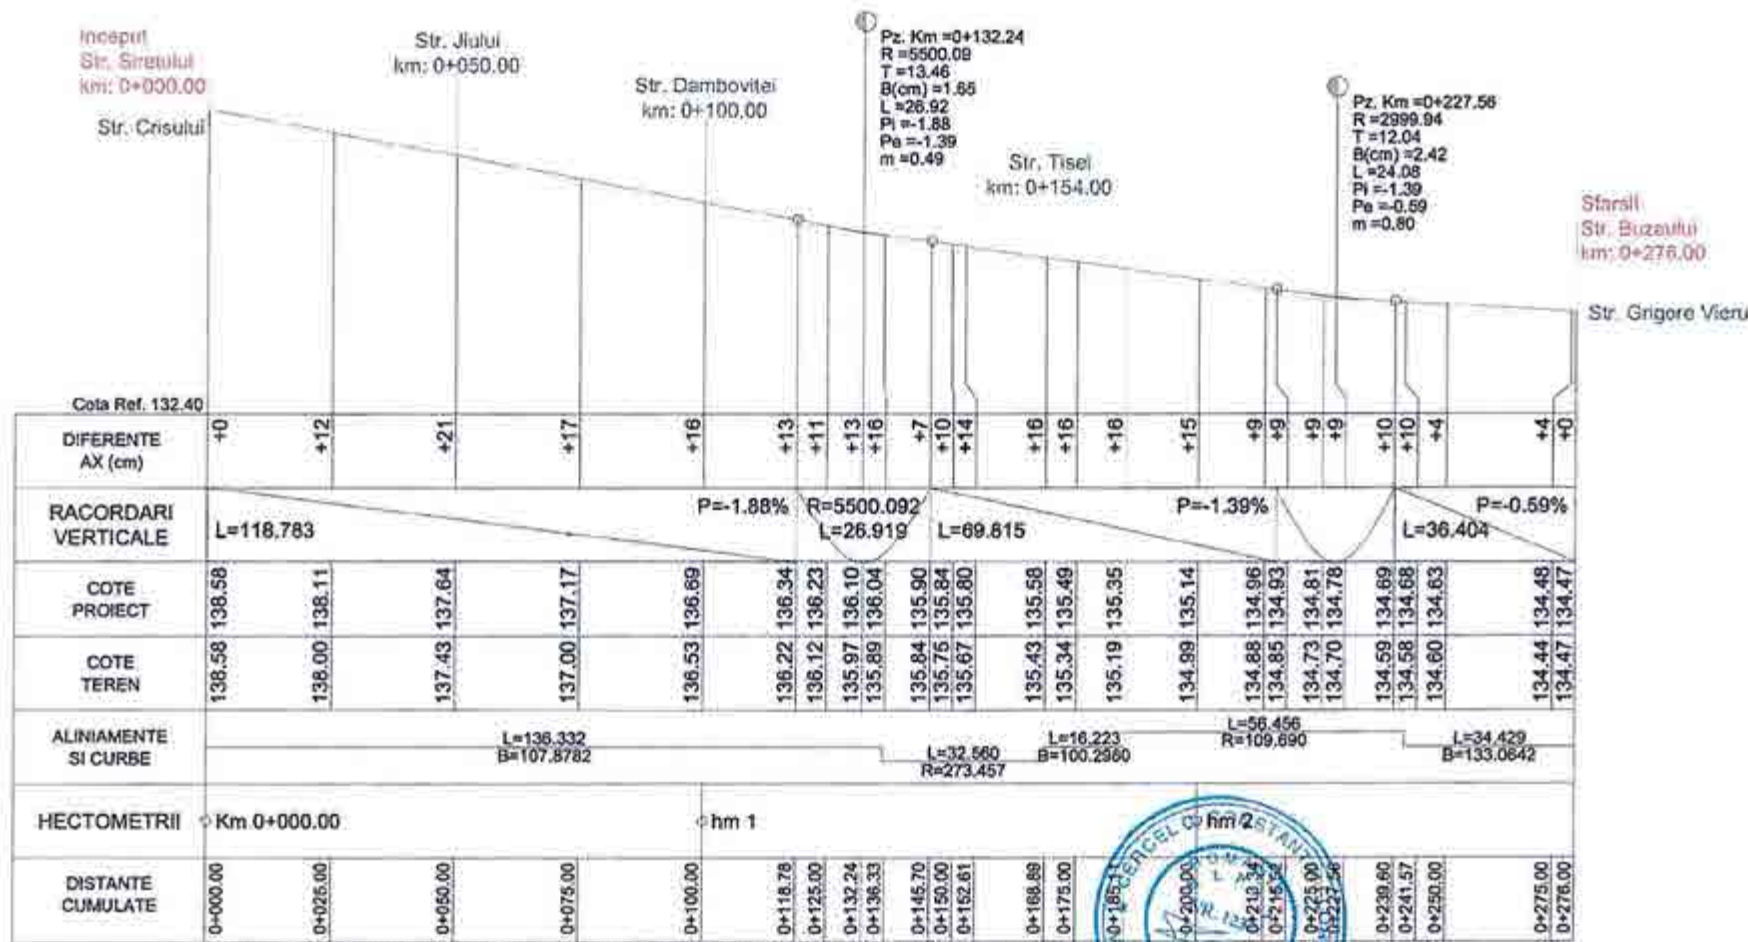 Inceput
Str. Siretului
km: 0+000.00
Str. Crisului
Str. Jiului
km: 0+050.00
Str. Dambovitei
km: 0+100.00
Pz. Km =0+132.24
R =5500.09
T =13.46
B(cm) =1.65
L =26.92
Pi =-1.88
Pe =-1.39
m =0.49
Str. Tisei
km: 0+154.00
Pz. Km =0+227.56
R =2999.94
T =12.04
B(cm) =2.42
L =24.08
Pi =-1.39
Pe =-0.59
m =0.80
Sfarsit
Str. Buzaului
km: 0+276.00
Str. Grigore Vieru
Cota Ref. 132.40
DIFERENTE
AX (cm)
+0 +12 +21 +17 +16 +13 +11 +13 +16 +7 +10 +14 +16 +16 +16 +15 +9 +9 +9 +9 +10 +10 +4 +4 +0
RACORDARI
VERTICALE
P=-1.88% R=5500.092 P=-1.39% P=-0.59%
L=118.783 L=26.919 L=69.815 L=36.404
COTE
PROIECT
138.58 138.11 137.64 137.17 136.69 136.34 136.23 136.10 136.04 135.90 135.84 135.80 135.58 135.49 135.35 135.14 134.96 134.93 134.81 134.78 134.69 134.68 134.63 134.48 134.47
COTE
TEREN
138.58 138.00 137.43 137.00 136.53 136.22 136.12 135.97 135.89 135.84 135.75 135.67 135.43 135.34 135.19 134.99 134.88 134.85 134.73 134.70 134.59 134.58 134.60 134.44 134.47
ALINIAMENTE
SI CURBE
L=136.332
B=107.8782
L=32.560
R=273.457
L=16.223
B=100.2960
L=56.456
R=109.690
L=34.429
B=133.0642
HECTOMETRII
Km 0+000.00 hm 1 hm 2
CERCEL
DISTANTE
CUMULATE
0+000.00 0+025.00 0+050.00 0+075.00 0+100.00 0+118.78 0+125.00 0+132.24 0+136.33 0+145.70 0+150.00 0+152.61 0+168.89 0+175.00 0+200.00 0+225.00 0+227.56 0+239.60 0+241.57 0+250.00 0+275.00 0+276.00